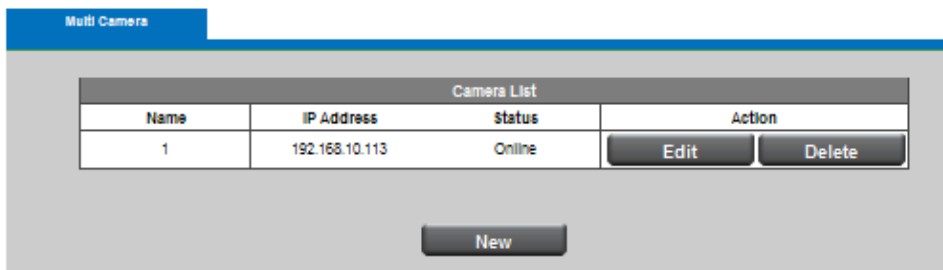 Multi Camera
Camera List
Name IP Address Status Action
1 192.168.10.113 Online Edit Delete
New